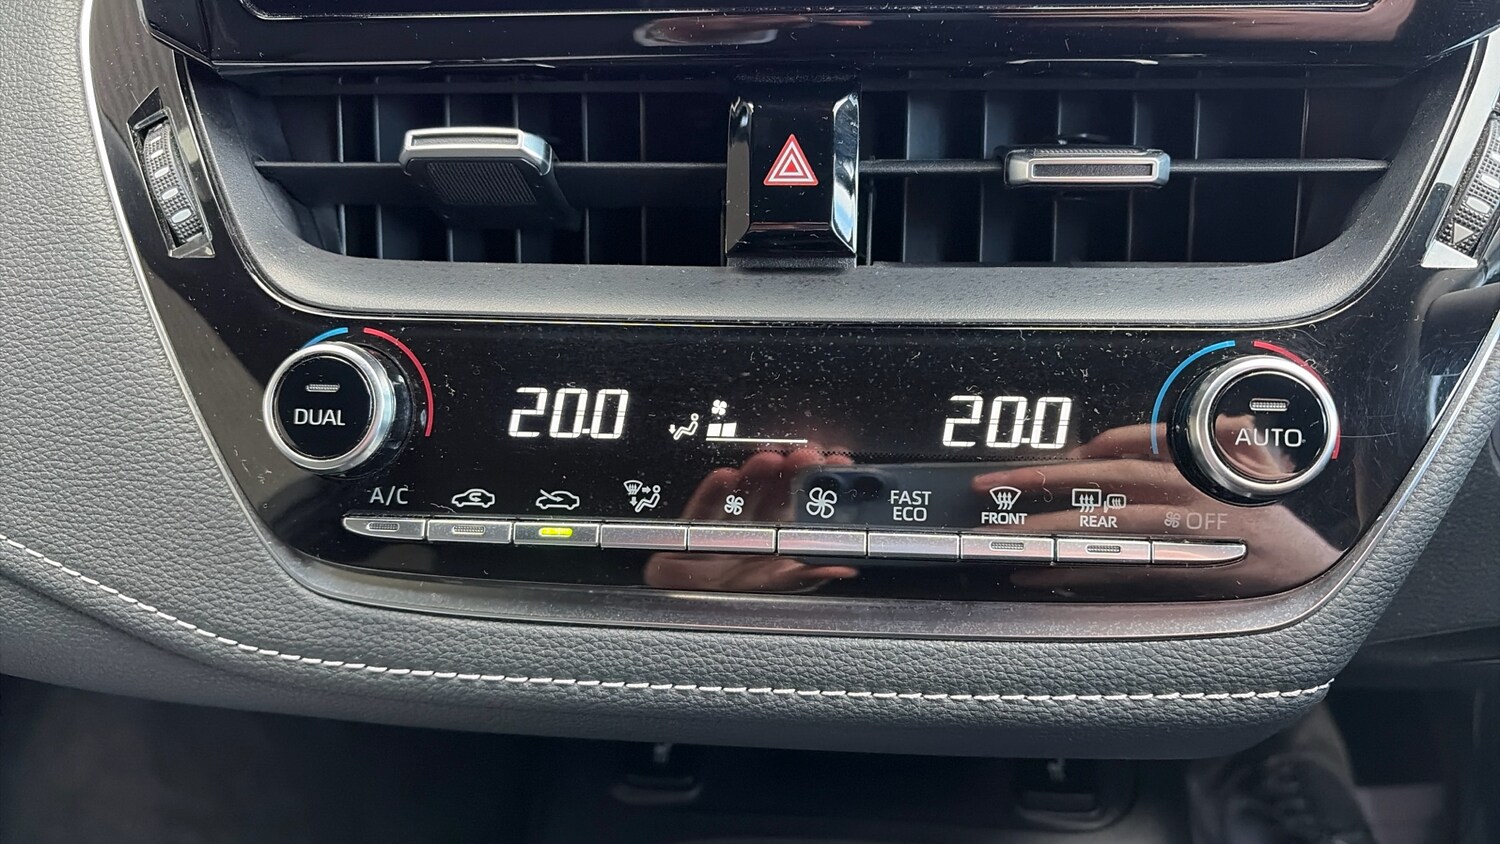 DUAL
20.0
20.0
AUTO
A/C
FAST
ECO
FRONT
REAR
OFF